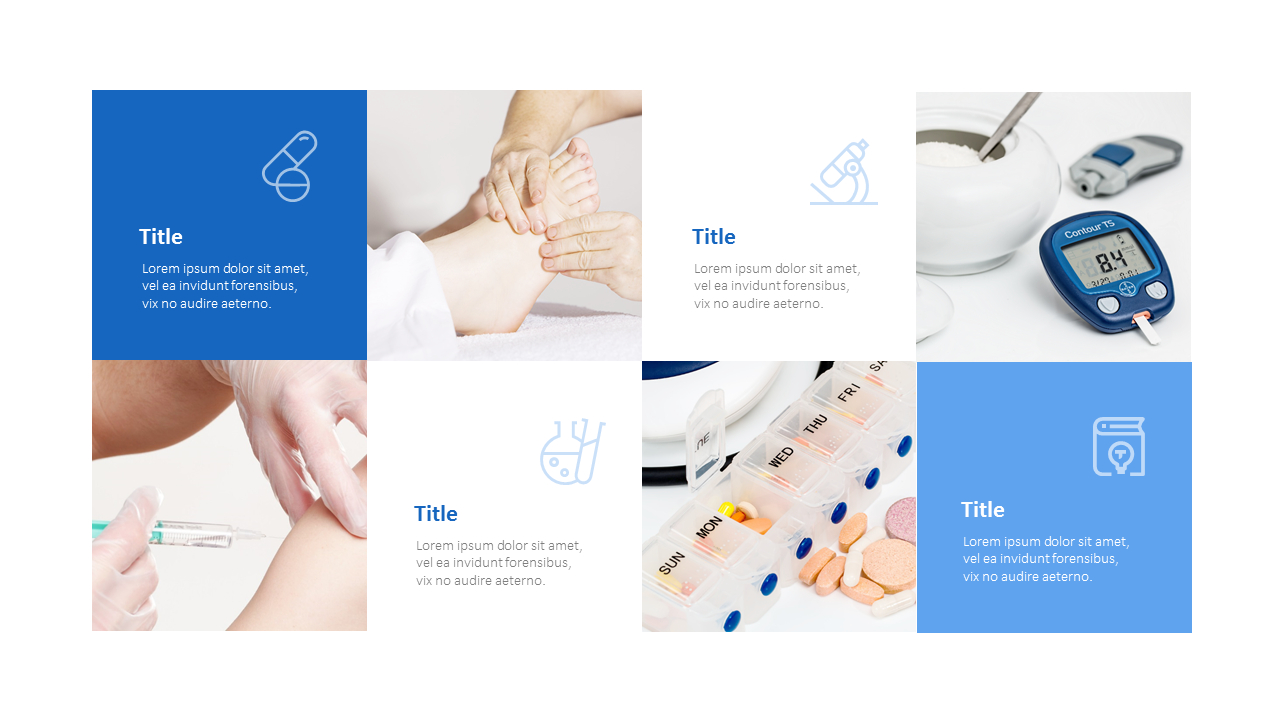 Title
Lorem ipsum dolor sit amet,
vel ea invidunt forensibus,
vix no audire aeterno.
Title
Lorem ipsum dolor sit amet,
vel ea invidunt forensibus,
vix no audire aeterno.
Contour TS
8.4
Title
Lorem ipsum dolor sit amet,
vel ea invidunt forensibus,
vix no audire aeterno.
SUN
MON
WED
THU
FRI
Title
Lorem ipsum dolor sit amet,
vel ea invidunt forensibus,
vix no audire aeterno.